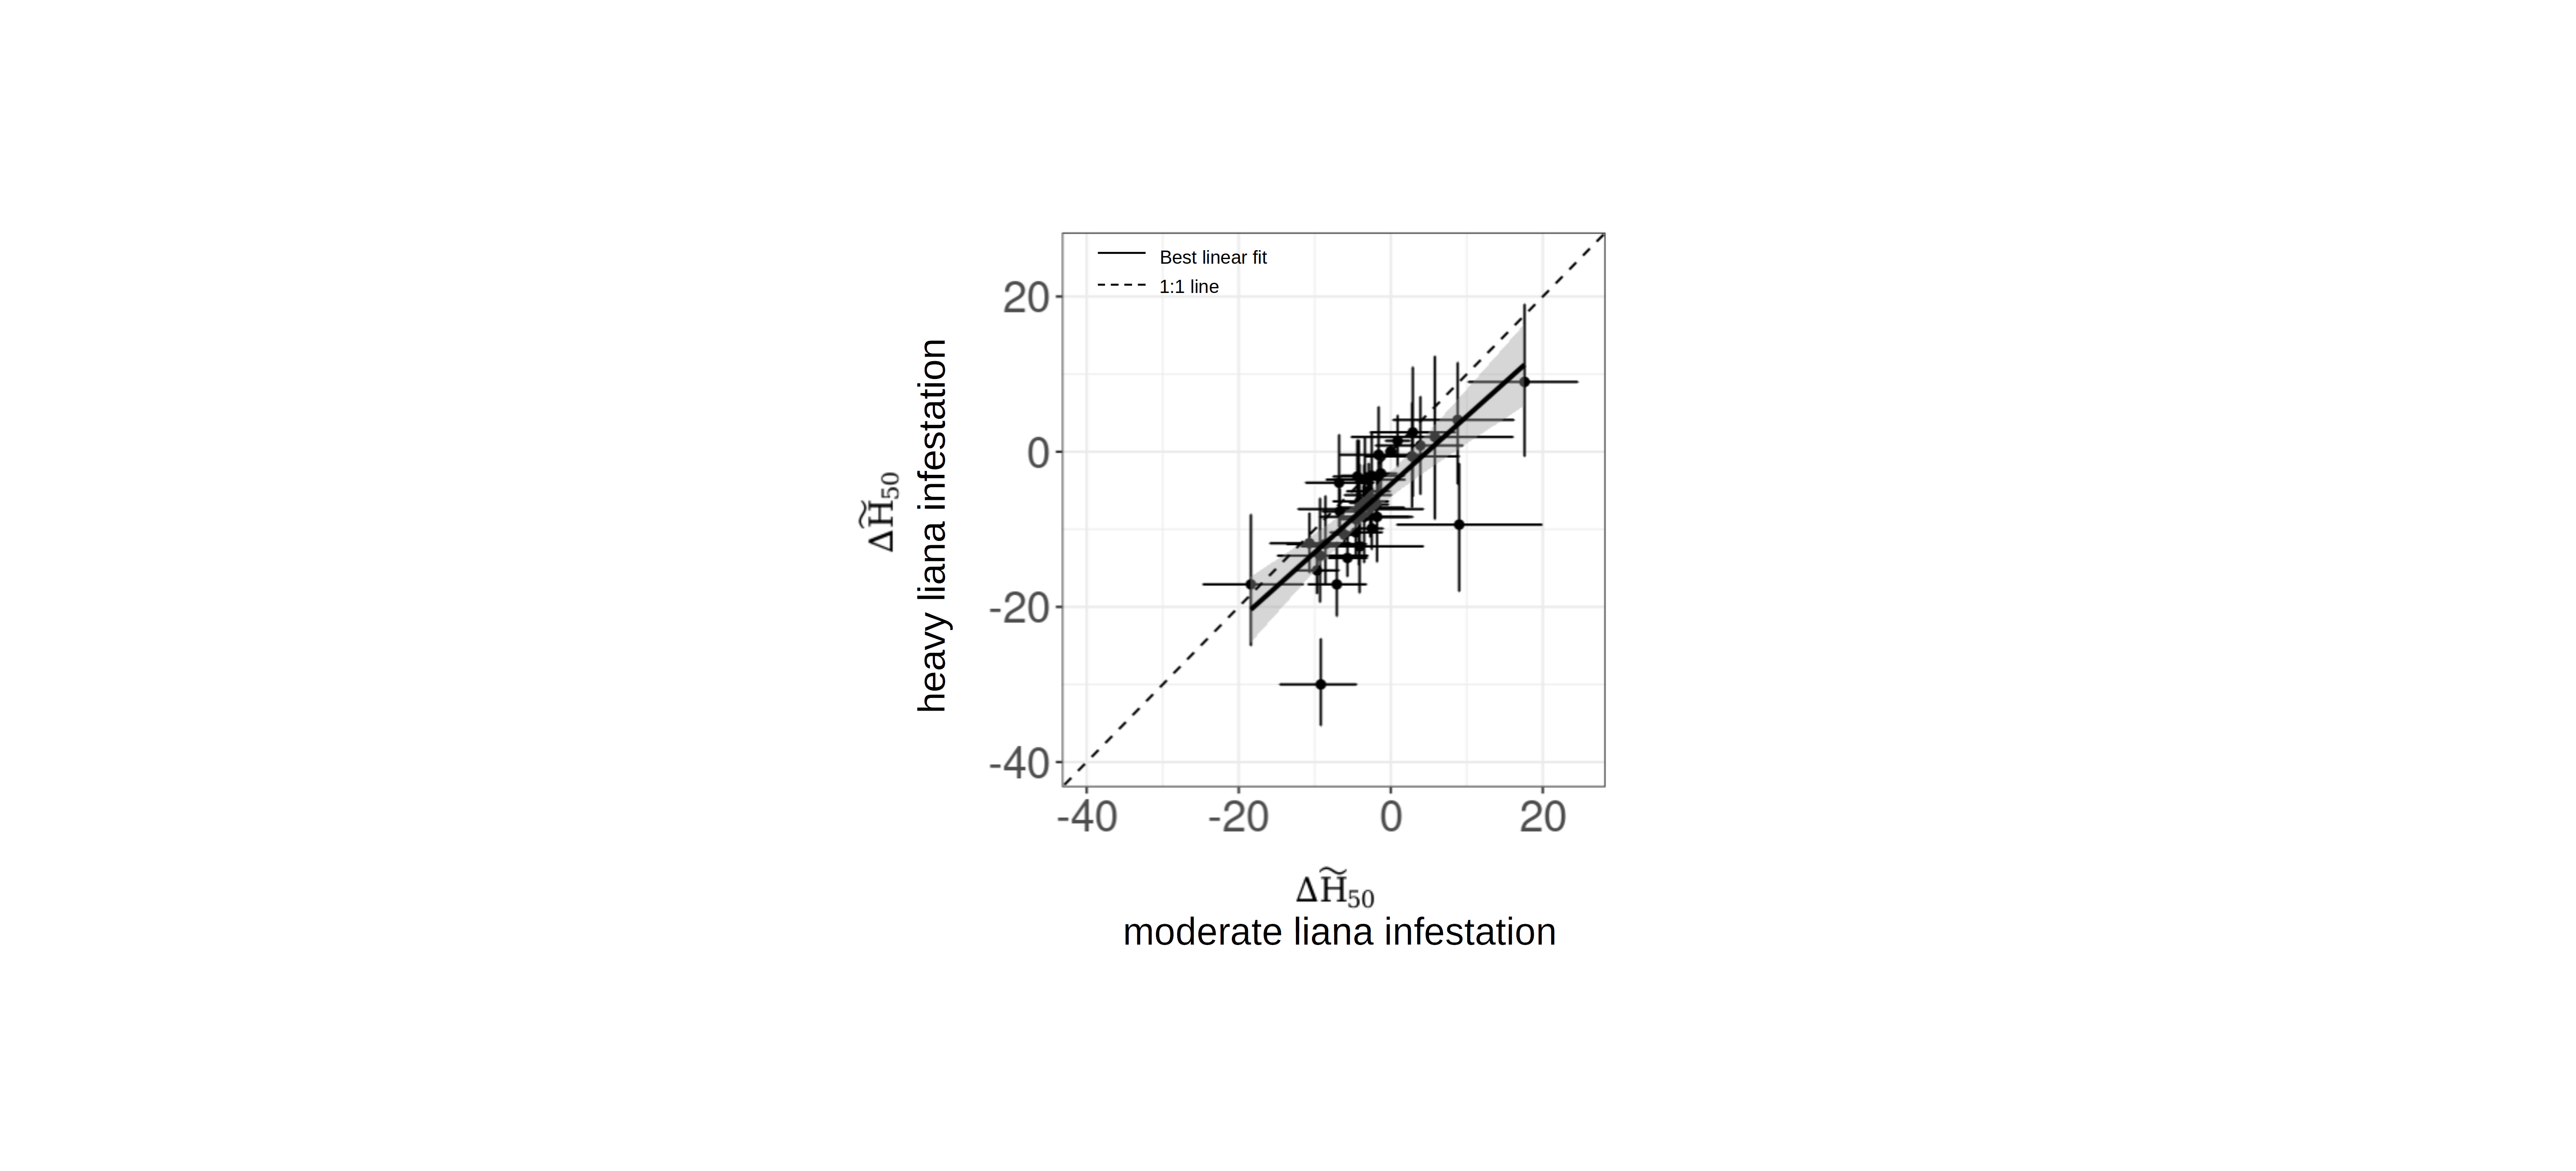 Best linear fit
1:1 line
20
0
-20
-40
ΔH̃50
heavy liana infestation
-40 -20 0 20
ΔH̃50
moderate liana infestation